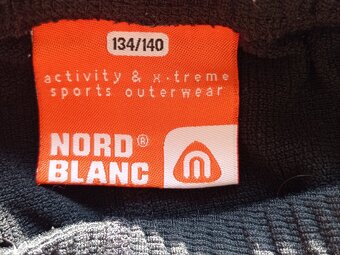 134/140
activity & x·treme
sports outerwear
NORD®
BLANC